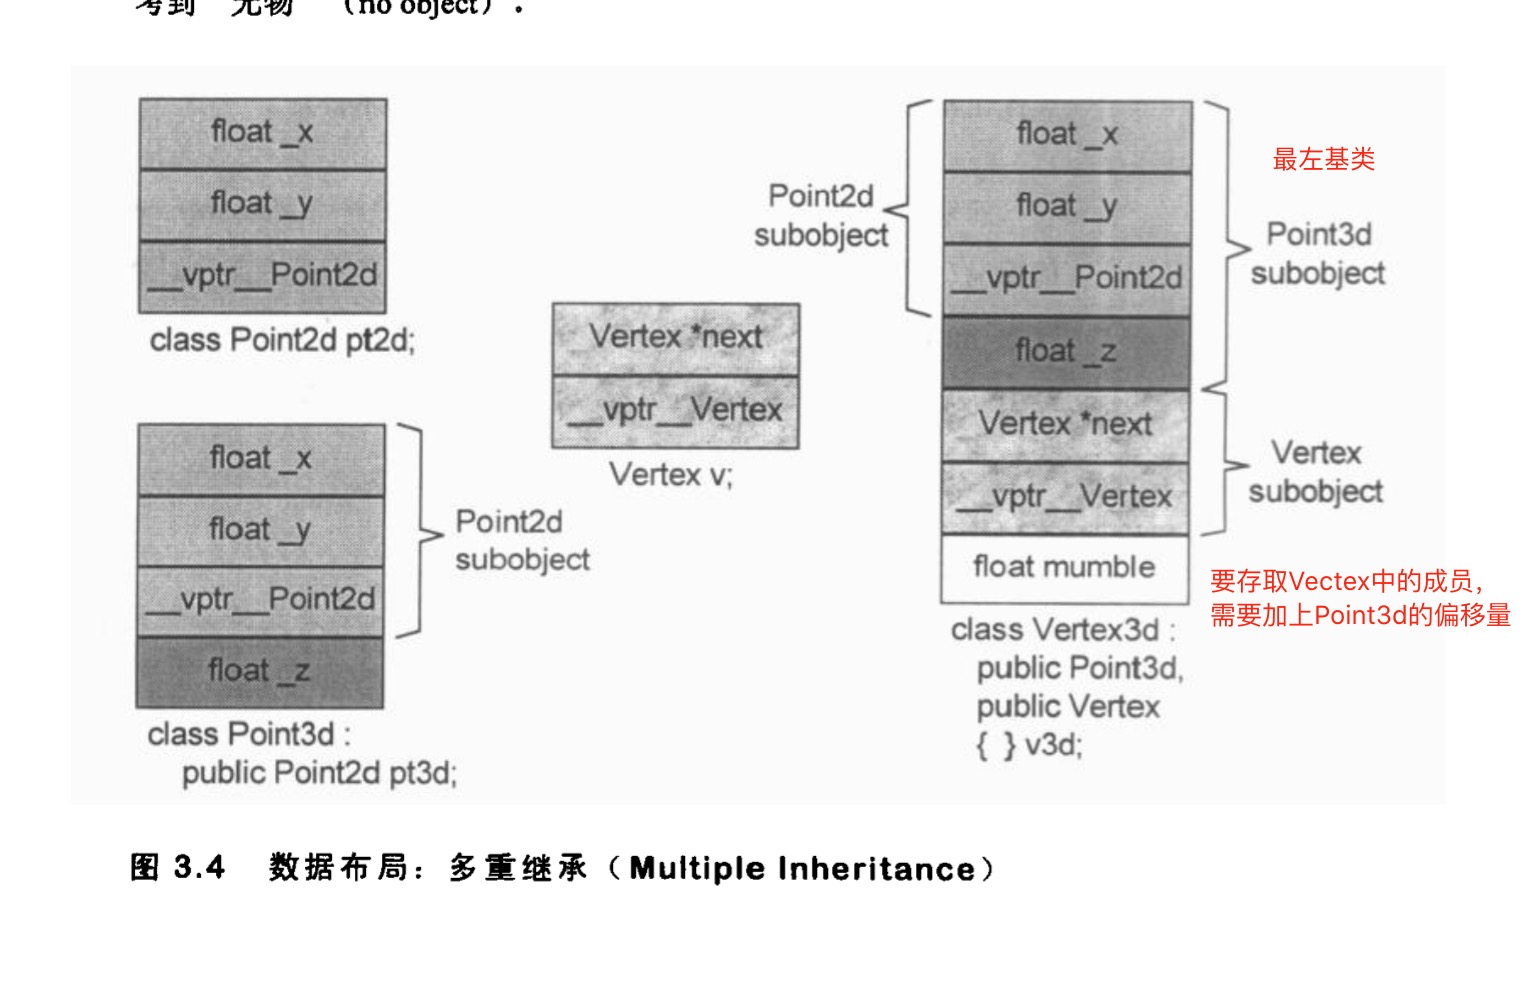 考到 无物 （no object）．
float _x
float _y
__vptr__Point2d
class Point2d pt2d;
float _x
float _y
__vptr__Point2d
float _z
Point2d
subobject
class Point3d :
public Point2d pt3d;
Vertex *next
__vptr__Vertex
Vertex v;
Point2d
subobject
float _x
float _y
__vptr__Point2d
float _z
Vertex *next
__vptr__Vertex
float mumble
最左基类
Point3d
subobject
Vertex
subobject
要存取Vectex中的成员，
需要加上Point3d的偏移量
class Vertex3d :
public Point3d,
public Vertex
{ } v3d;
图 3.4 数据布局：多重继承（Multiple Inheritance）